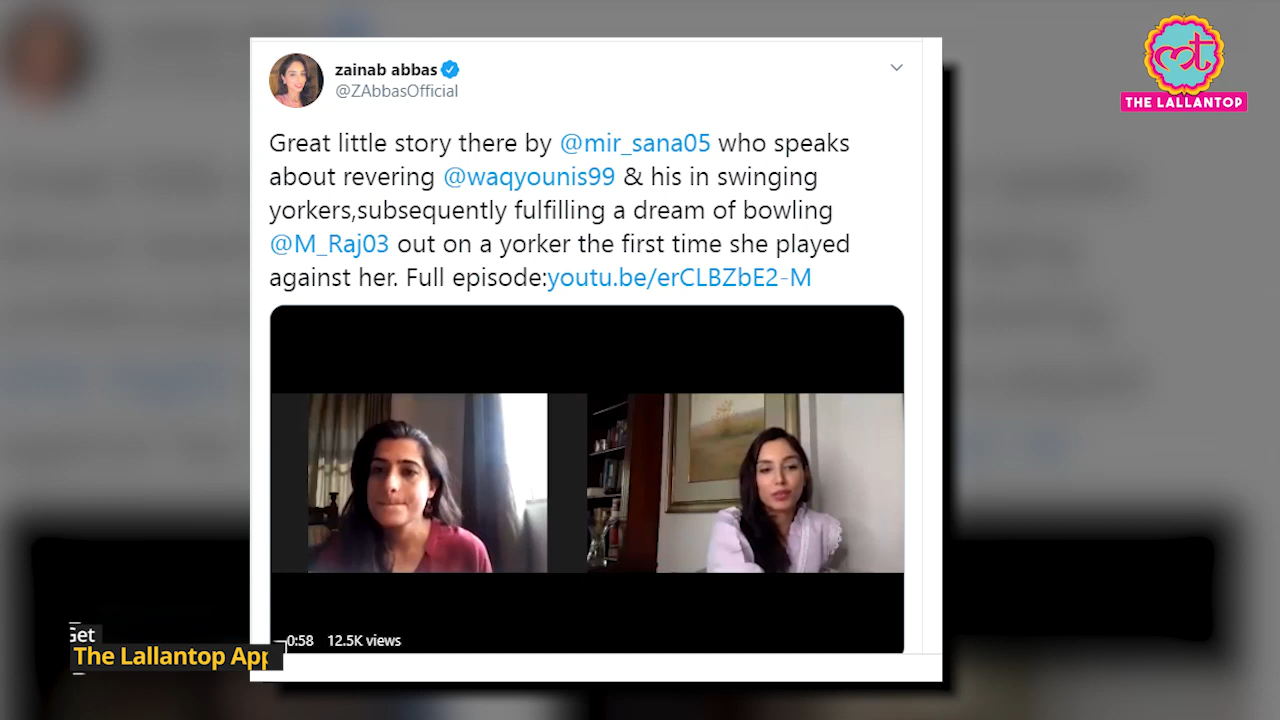 zainab abbas
@ZAbbasOfficial
Great little story there by @mir_sana05 who speaks
about revering @waqyounis99 & his in swinging
yorkers,subsequently fulfilling a dream of bowling
@M_Raj03 out on a yorker the first time she played
against her. Full episode:youtu.be/erCLBZbE2-M
0:58 12.5K views
THE LALLANTOP
Get
The Lallantop App